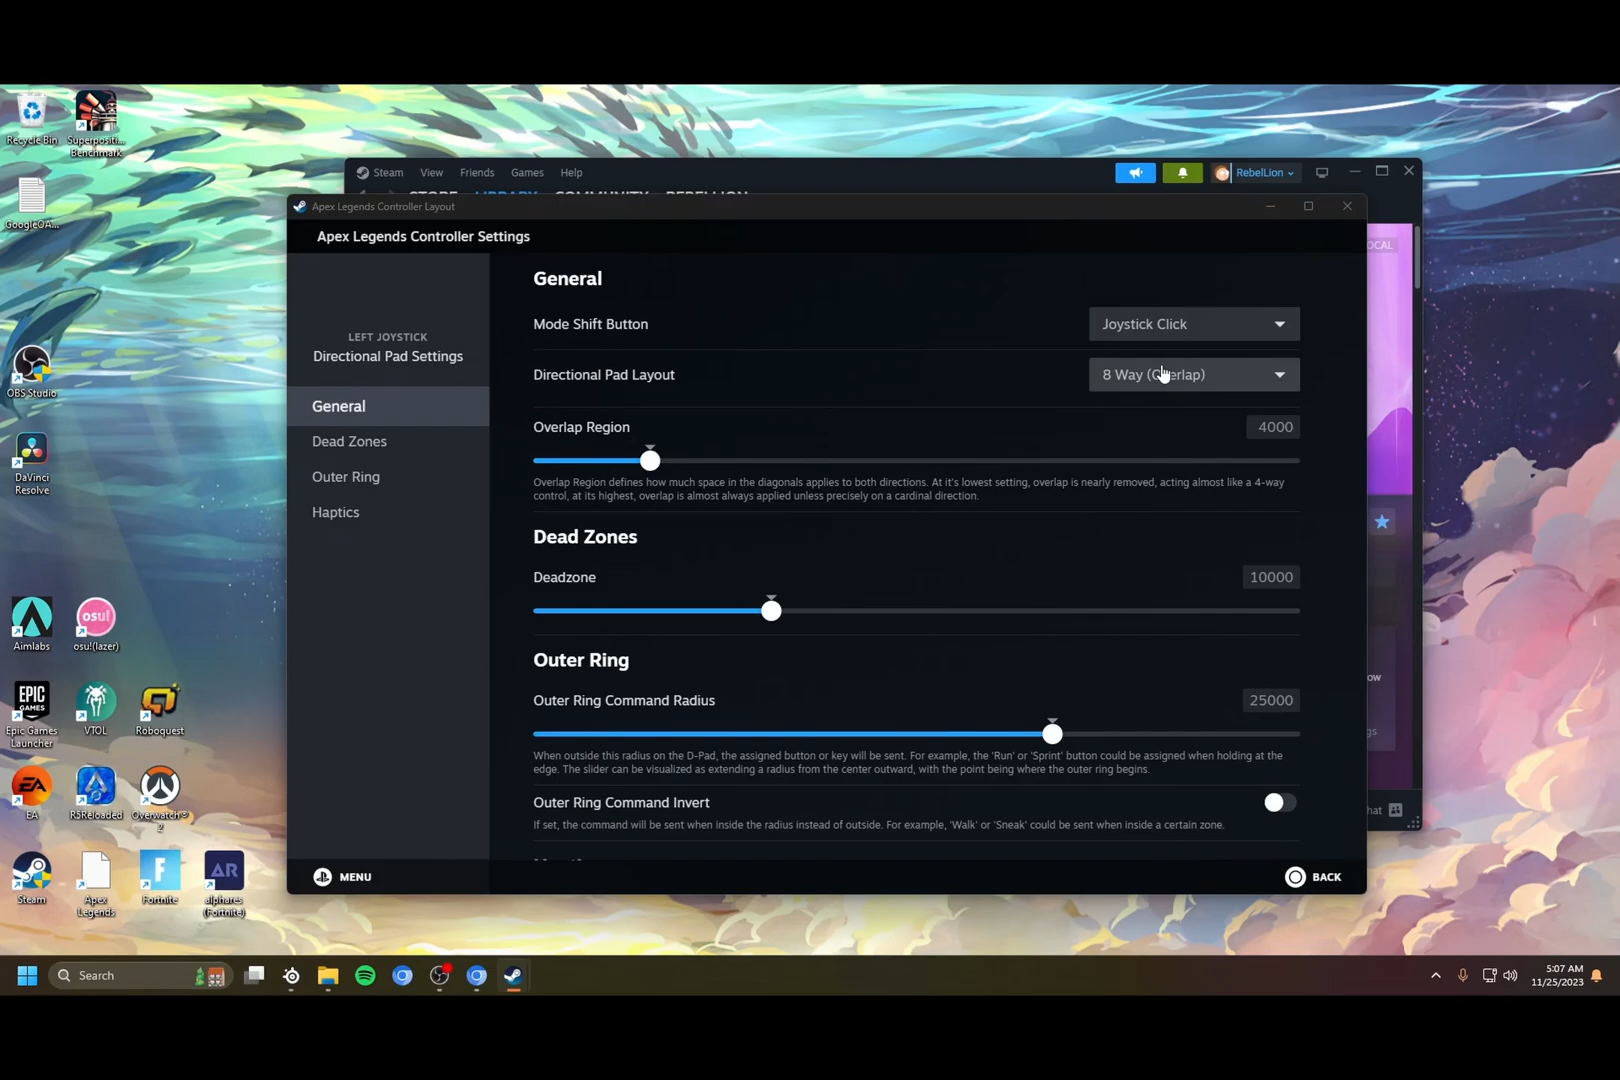 Recycle Bin
Superpositi...
Benchmark
GoogleOA...
OBS Studio
DaVinci
Resolve
Aimlabs
osu!
osu!(lazer)
EPIC
GAMES
Epic Games
Launcher
VTOL
Roboquest
EA
R5Reloaded
Overwatch®
2
Steam
Apex
Legends
Fortnite
AR
alphares
(Fortnite)
Steam View Friends Games Help
RebelLion
STORE LIBRARY COMMUNITY REBELLION
Apex Legends Controller Layout
Apex Legends Controller Settings
LEFT JOYSTICK
Directional Pad Settings
General
Dead Zones
Outer Ring
Haptics
General
Mode Shift Button
Joystick Click
Directional Pad Layout
8 Way (Overlap)
Overlap Region
4000
Overlap Region defines how much space in the diagonals applies to both directions. At it's lowest setting, overlap is nearly removed, acting almost like a 4-way
control, at its highest, overlap is almost always applied unless precisely on a cardinal direction.
Dead Zones
Deadzone
10000
Outer Ring
Outer Ring Command Radius
25000
When outside this radius on the D-Pad, the assigned button or key will be sent. For example, the 'Run' or 'Sprint' button could be assigned when holding at the
edge. The slider can be visualized as extending a radius from the center outward, with the point being where the outer ring begins.
Outer Ring Command Invert
If set, the command will be sent when inside the radius instead of outside. For example, 'Walk' or 'Sneak' could be sent when inside a certain zone.
MENU
BACK
Search
5:07 AM
11/25/2023